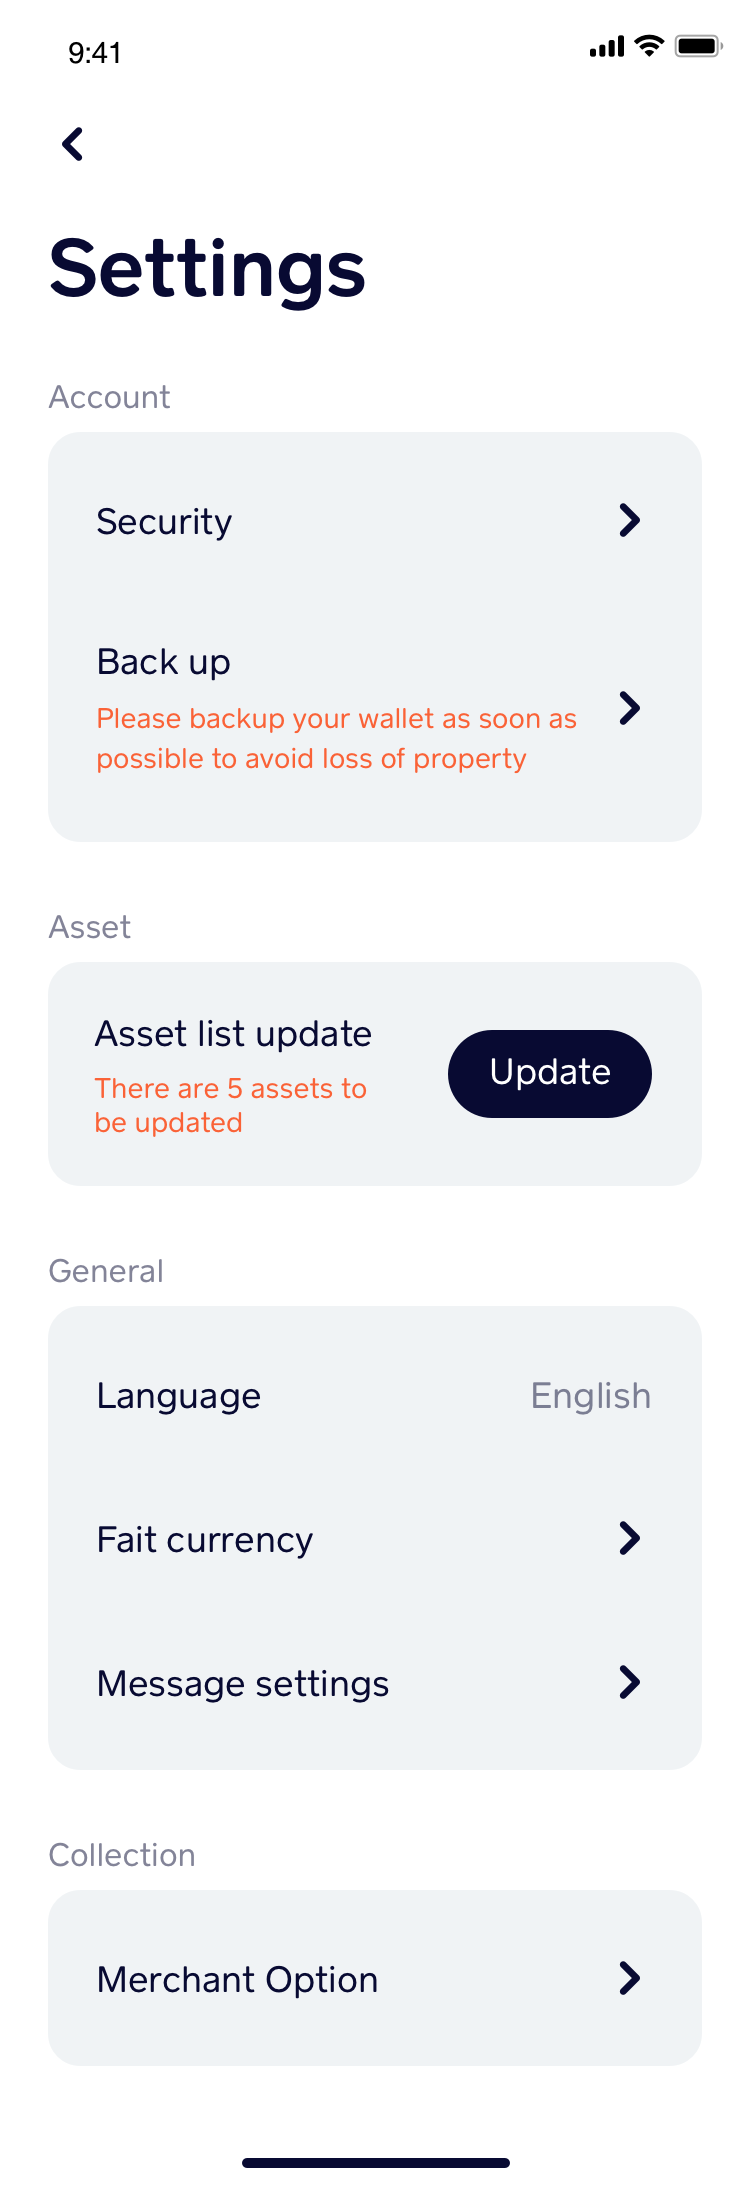 9:41
Settings
Account
Security
Back up
Please backup your wallet as soon as
possible to avoid loss of property
Asset
Asset list update
There are 5 assets to
be updated
Update
General
Language
English
Fait currency
Message settings
Collection
Merchant Option